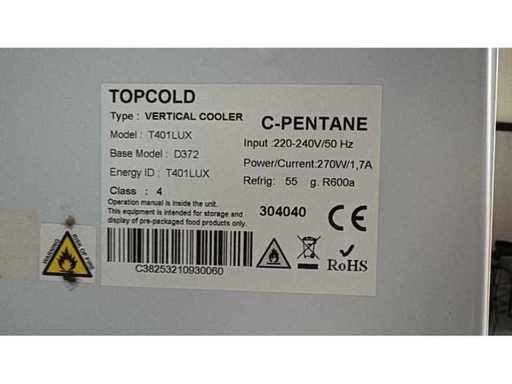 TOPCOLD
Type : VERTICAL COOLER
Model : T401LUX
Base Model : D372
Energy ID : T401LUX
Class : 4
Operation manual is inside the unit.
This equipment is intended for storage and
display of pre-packaged food products only.
C-PENTANE
Input :220-240V/50 Hz
Power/Current:270W/1,7A
Refrig: 55 g. R600a
304040
CE
RoHS
C38253210930060
WARNING
RISK OF FIRE